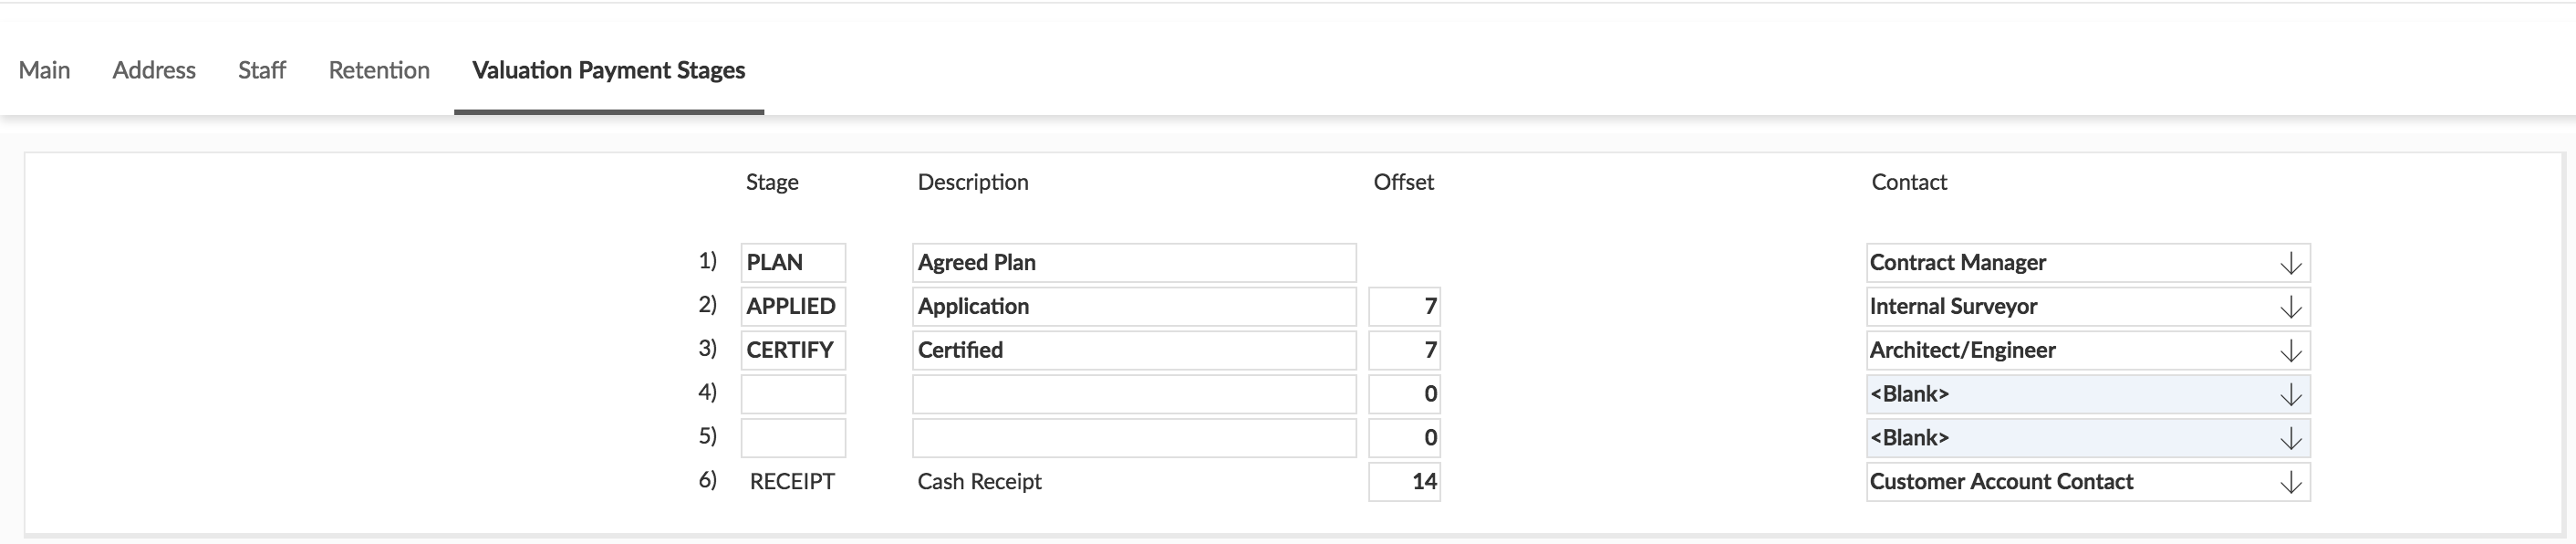 Main Address Staff Retention Valuation Payment Stages
Stage Description Offset Contact
1) PLAN Agreed Plan Contract Manager
2) APPLIED Application 7 Internal Surveyor
3) CERTIFY Certified 7 Architect/Engineer
4) 0 <Blank>
5) 0 <Blank>
6) RECEIPT Cash Receipt 14 Customer Account Contact